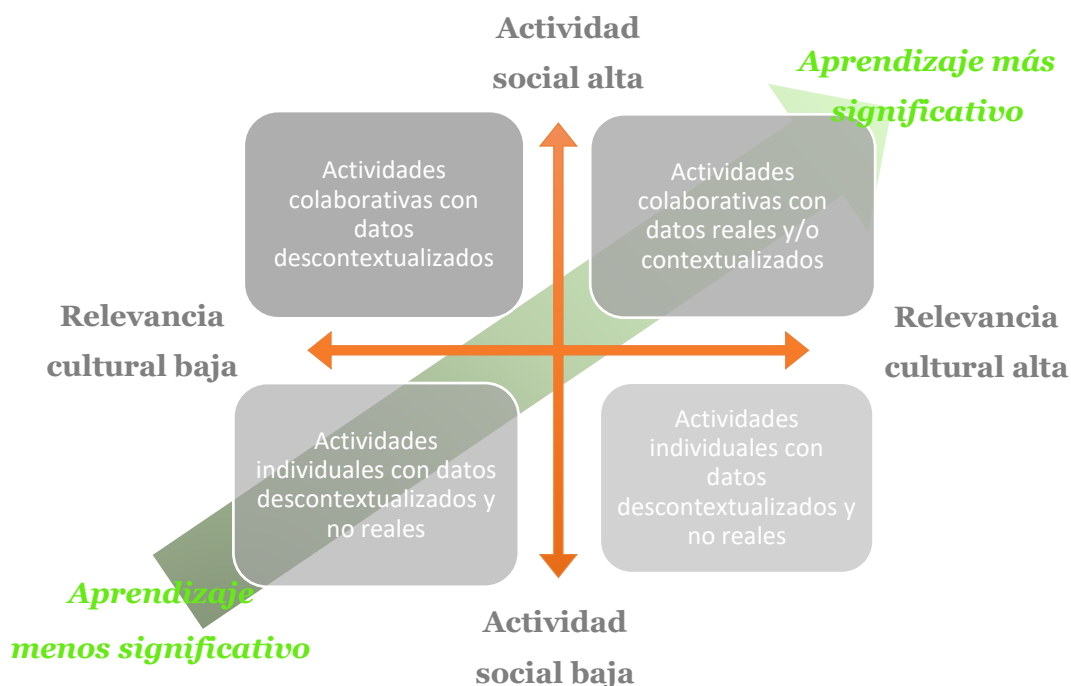 Actividad
social alta
Aprendizaje más
significativo
Actividades
colaborativas con
datos
descontextualizados
Actividades
colaborativas con
datos reales y/o
contextualizados
Relevancia
cultural baja
Relevancia
cultural alta
Actividades
individuales con datos
descontextualizados y
no reales
Actividades
individuales con
datos
descontextualizados y
no reales
Aprendizaje
menos significativo
Actividad
social baja